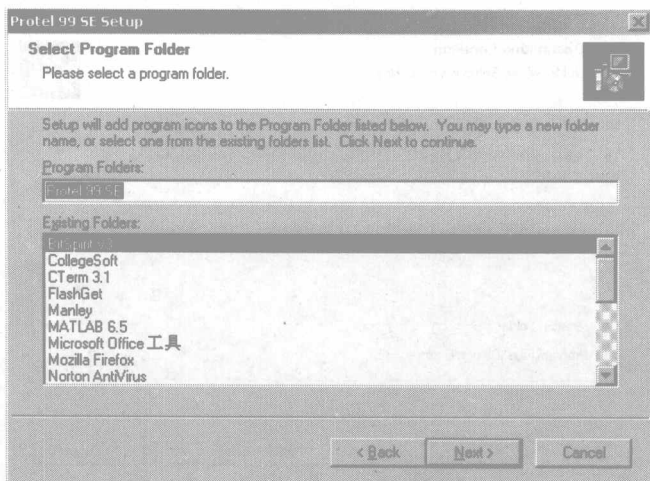 Protel 99 SE Setup
Select Program Folder
Please select a program folder.
Setup will add program icons to the Program Folder listed below. You may type a new folder
name, or select one from the existing folders list. Click Next to continue.
Program Folders:
Protel 99 SE
Existing Folders:
BitSpirit v3
CollegeSoft
CTerm 3.1
FlashGet
Manley
MATLAB 6.5
Microsoft Office 工具
Mozilla Firefox
Norton AntiVirus
< Back
Next >
Cancel